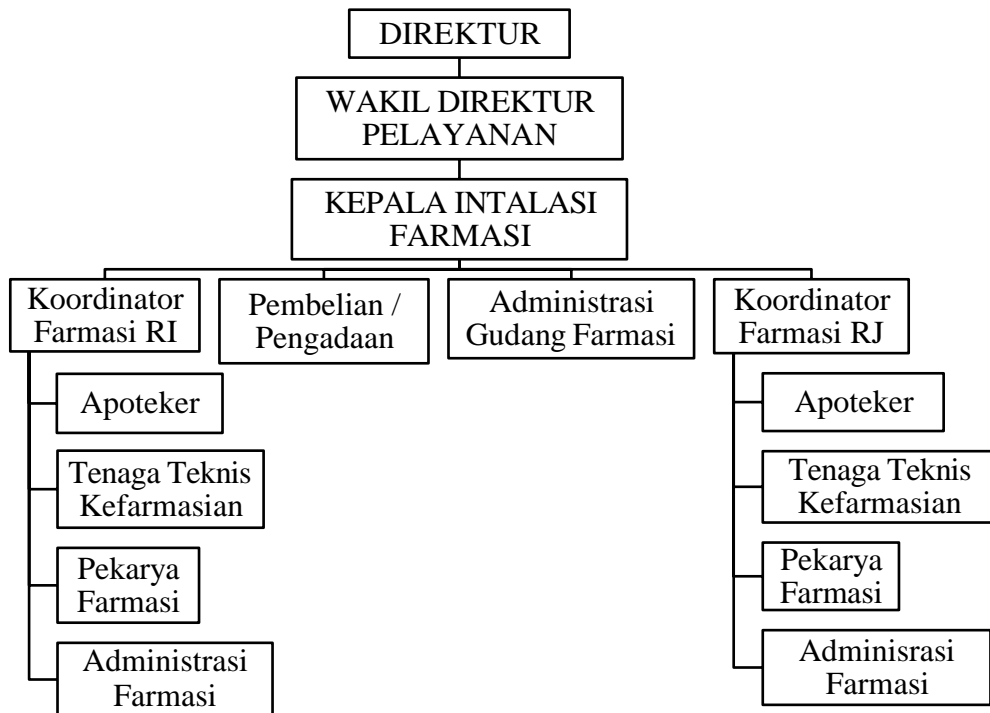 DIREKTUR
WAKIL DIREKTUR
PELAYANAN
KEPALA INTALASI
FARMASI
Koordinator
Farmasi RI
Pembelian /
Pengadaan
Administrasi
Gudang Farmasi
Koordinator
Farmasi RJ
Apoteker
Tenaga Teknis
Kefarmasian
Pekarya
Farmasi
Administrasi
Farmasi
Apoteker
Tenaga Teknis
Kefarmasian
Pekarya
Farmasi
Adminisrasi
Farmasi